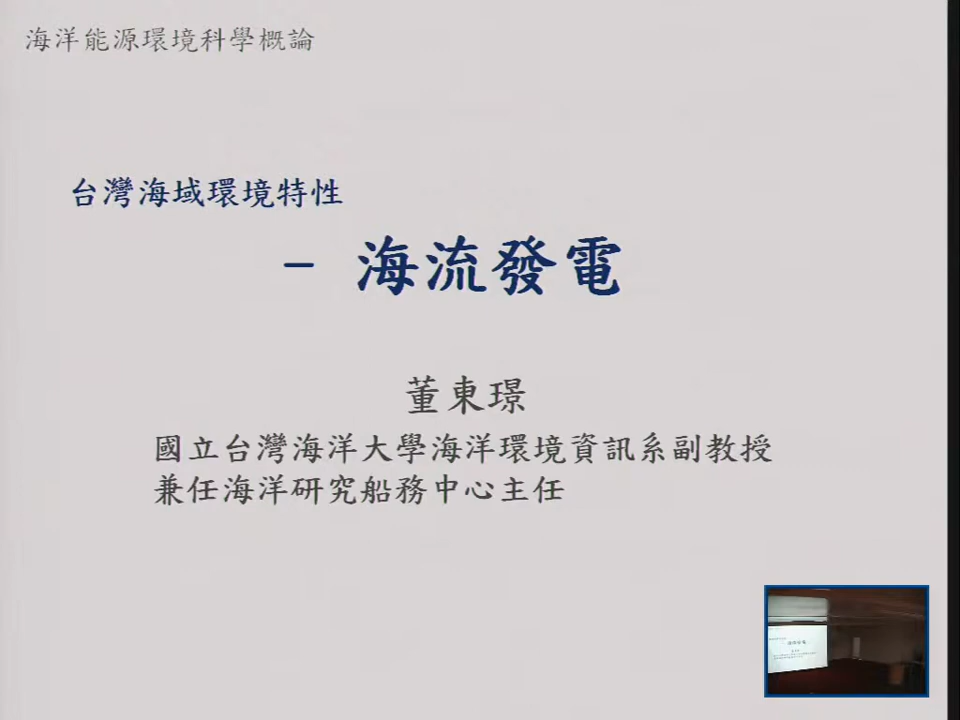 海洋能源環境科學概論
台灣海域環境特性
- 海流發電
董東璟
國立台灣海洋大學海洋環境資訊系副教授
兼任海洋研究船務中心主任